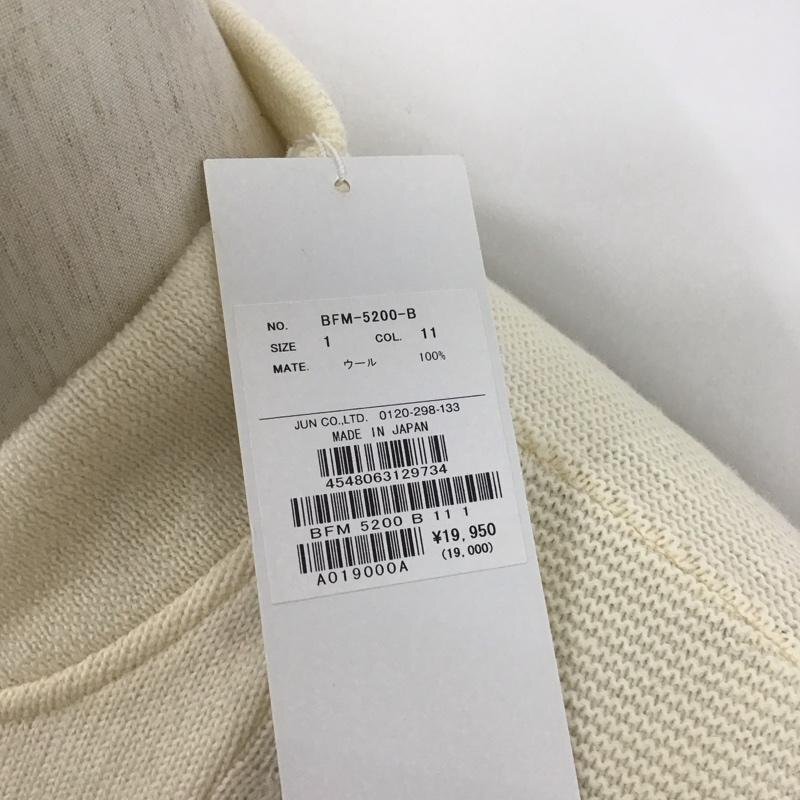 NO. BFM-5200-B
SIZE 1 COL. 11
MATE. ウール 100%
JUN CO.,LTD. 0120-298-133
MADE IN JAPAN
4548063129734
BFM 5200 B 11 1
¥19,950
(19,000)
A019000A